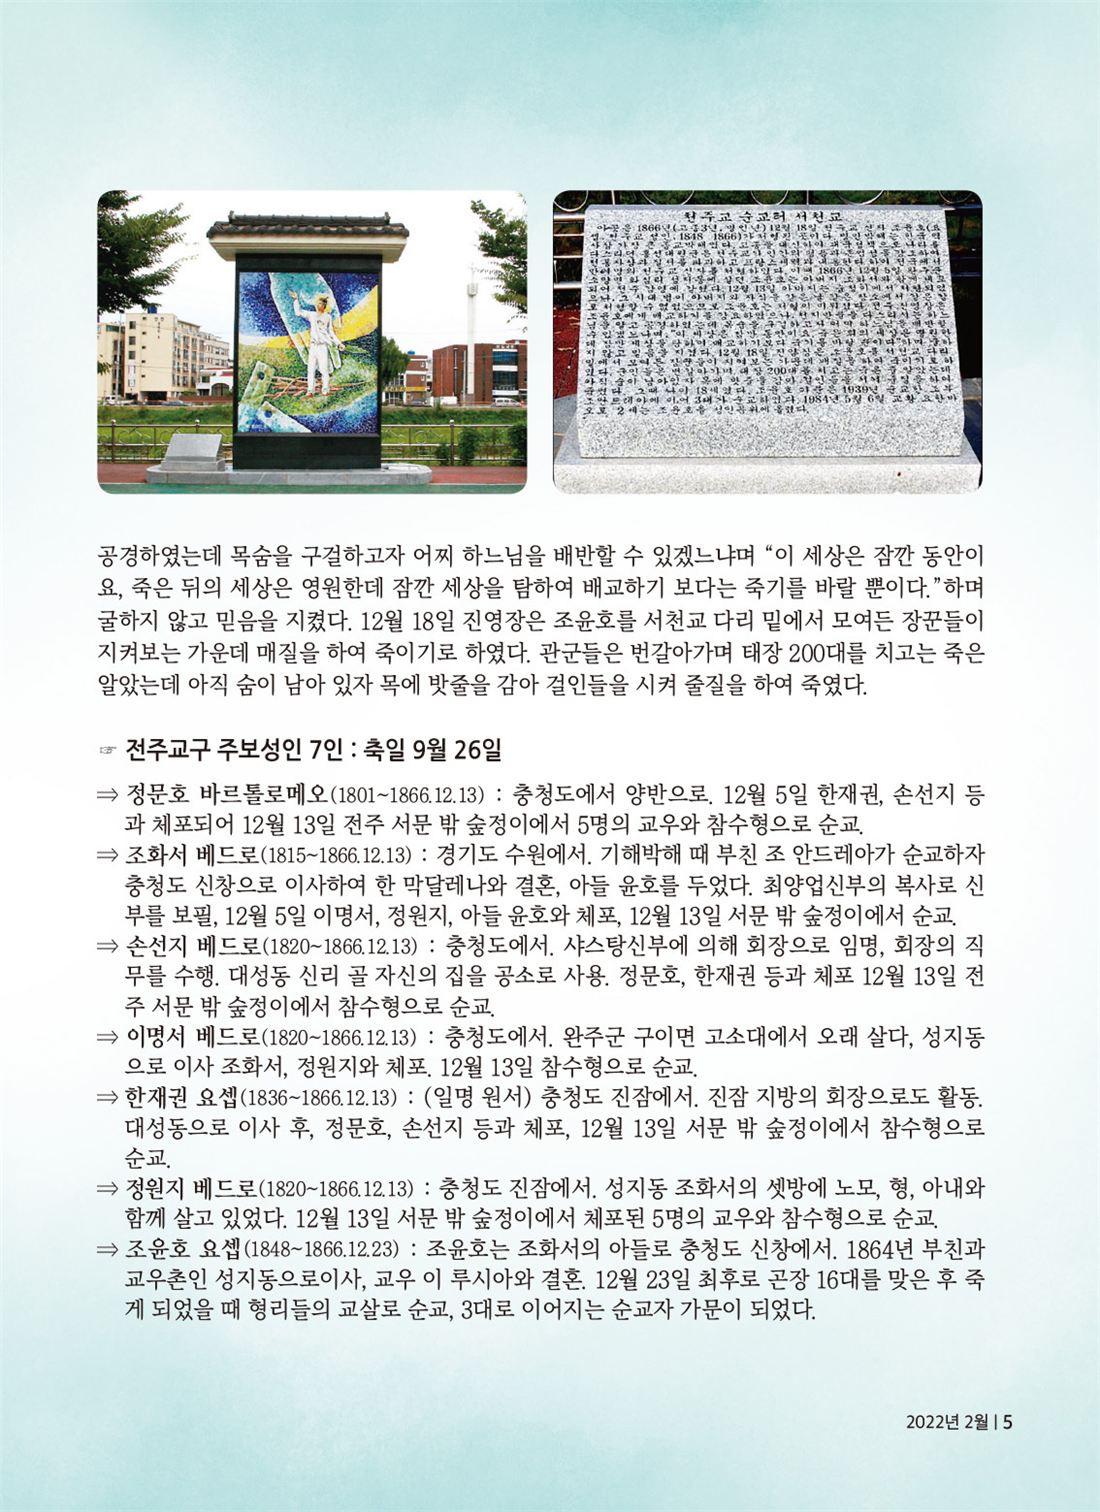 천주교 순교터 서천교
공경하였는데 목숨을 구걸하고자 어찌 하느님을 배반할 수 있겠느냐며 “이 세상은 잠깐 동안이
요, 죽은 뒤의 세상은 영원한데 잠깐 세상을 탐하여 배교하기 보다는 죽기를 바랄 뿐이다.”하며
굴하지 않고 믿음을 지켰다. 12월 18일 진영장은 조윤호를 서천교 다리 밑에서 모여든 장꾼들이
지켜보는 가운데 매질을 하여 죽이기로 하였다. 관군들은 번갈아가며 태장 200대를 치고는 죽은
알았는데 아직 숨이 남아 있자 목에 밧줄을 감아 걸인들을 시켜 줄질을 하여 죽였다.
☞ 전주교구 주보성인 7인 : 축일 9월 26일
⇒ 정문호 바르톨로메오(1801~1866.12.13) : 충청도에서 양반으로. 12월 5일 한재권, 손선지 등
과 체포되어 12월 13일 전주 서문 밖 숲정이에서 5명의 교우와 참수형으로 순교.
⇒ 조화서 베드로(1815~1866.12.13) : 경기도 수원에서. 기해박해 때 부친 조 안드레아가 순교하자
충청도 신창으로 이사하여 한 막달레나와 결혼, 아들 윤호를 두었다. 최양업신부의 복사로 신
부를 보필, 12월 5일 이명서, 정원지, 아들 윤호와 체포, 12월 13일 서문 밖 숲정이에서 순교.
⇒ 손선지 베드로(1820~1866.12.13) : 충청도에서. 샤스탕신부에 의해 회장으로 임명, 회장의 직
무를 수행. 대성동 신리 골 자신의 집을 공소로 사용. 정문호, 한재권 등과 체포 12월 13일 전
주 서문 밖 숲정이에서 참수형으로 순교.
⇒ 이명서 베드로(1820~1866.12.13) : 충청도에서. 완주군 구이면 고소대에서 오래 살다, 성지동
으로 이사 조화서, 정원지와 체포. 12월 13일 참수형으로 순교.
⇒ 한재권 요셉(1836~1866.12.13) : (일명 원서) 충청도 진잠에서. 진잠 지방의 회장으로도 활동.
대성동으로 이사 후, 정문호, 손선지 등과 체포, 12월 13일 서문 밖 숲정이에서 참수형으로
순교.
⇒ 정원지 베드로(1820~1866.12.13) : 충청도 진잠에서. 성지동 조화서의 셋방에 노모, 형, 아내와
함께 살고 있었다. 12월 13일 서문 밖 숲정이에서 체포된 5명의 교우와 참수형으로 순교.
⇒ 조윤호 요셉(1848~1866.12.23) : 조윤호는 조화서의 아들로 충청도 신창에서. 1864년 부친과
교우촌인 성지동으로이사, 교우 이 루시아와 결혼. 12월 23일 최후로 곤장 16대를 맞은 후 죽
게 되었을 때 형리들의 교살로 순교, 3대로 이어지는 순교자 가문이 되었다.
2022년 2월 | 5